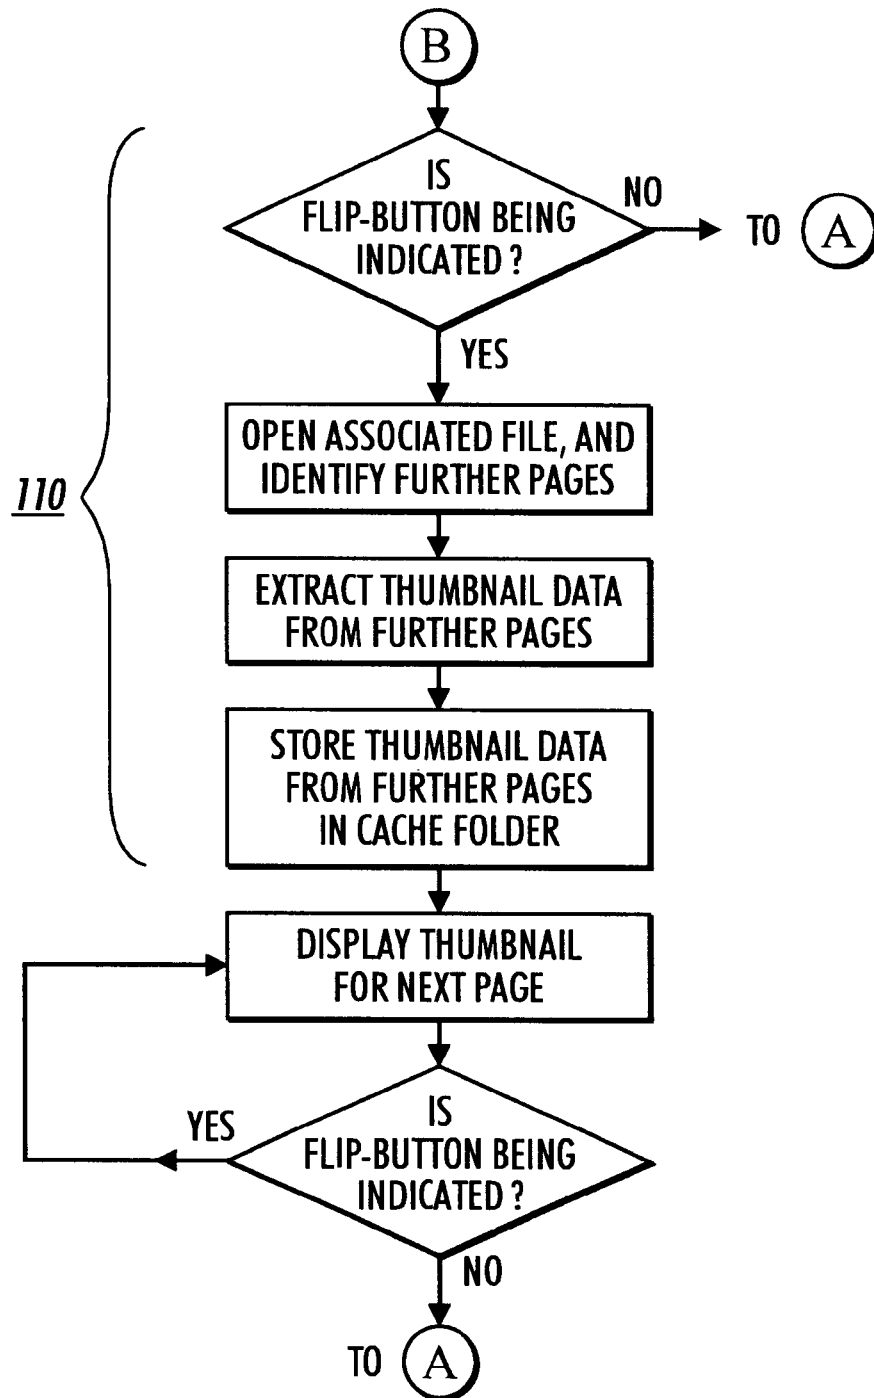 B
IS
FLIP-BUTTON BEING
INDICATED ?
NO
TO A
YES
110
OPEN ASSOCIATED FILE, AND
IDENTIFY FURTHER PAGES
EXTRACT THUMBNAIL DATA
FROM FURTHER PAGES
STORE THUMBNAIL DATA
FROM FURTHER PAGES
IN CACHE FOLDER
DISPLAY THUMBNAIL
FOR NEXT PAGE
YES
IS
FLIP-BUTTON BEING
INDICATED ?
NO
TO A